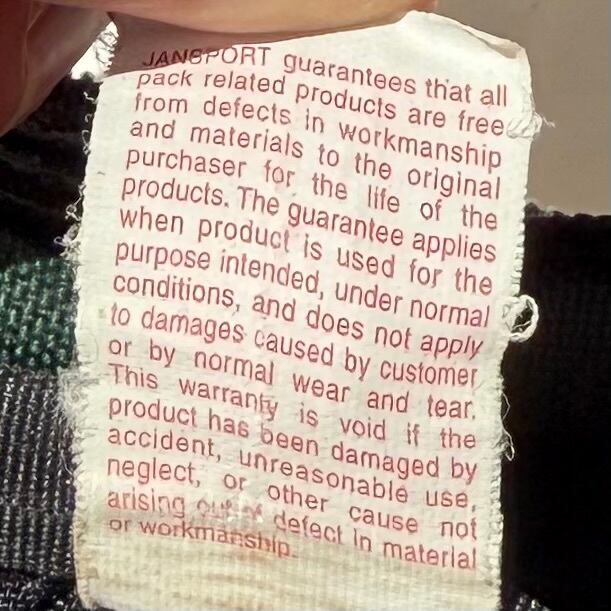 JANSPORT guarantees that all
pack related products are free
from defects in workmanship
and materials to the original
purchaser for the life of the
products. The guarantee applies
when product is used for the
purpose intended, under normal
conditions, and does not apply
to damages caused by customer
or by normal wear and tear.
This warranty is void if the
product has been damaged by
accident, unreasonable use,
neglect, or other cause not
arising out of defect in material
or workmanship.